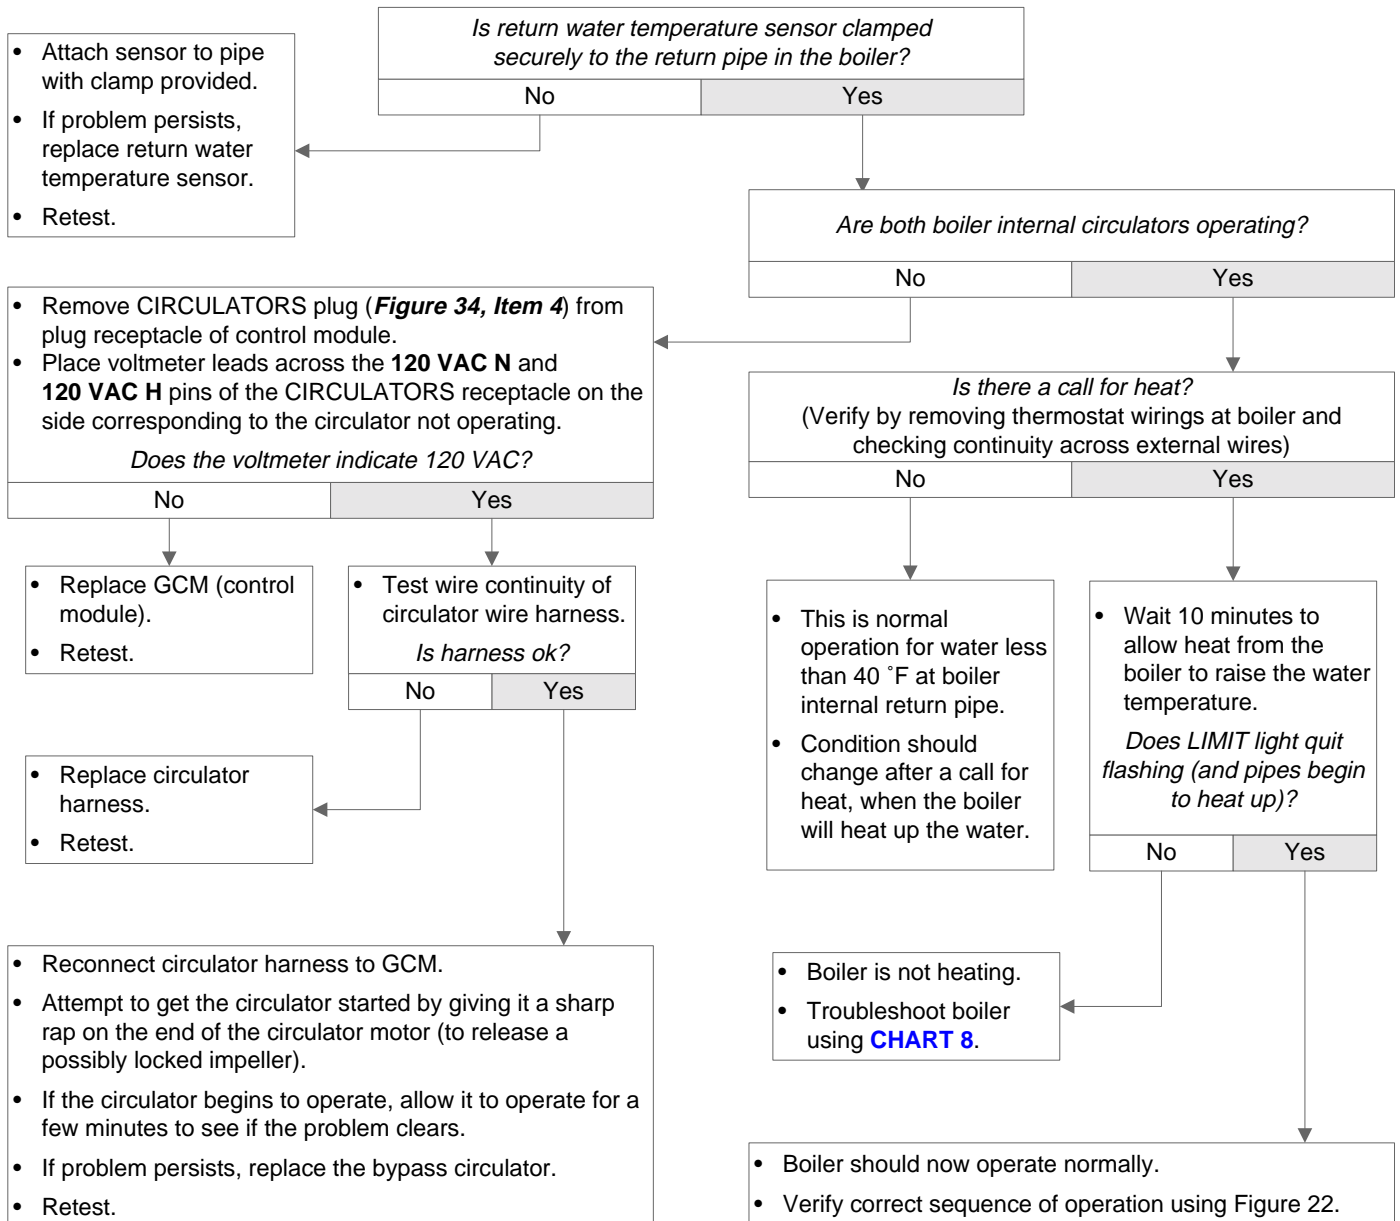 Is return water temperature sensor clamped
securely to the return pipe in the boiler?
No
Yes
• Attach sensor to pipe
with clamp provided.
• If problem persists,
replace return water
temperature sensor.
• Retest.
Are both boiler internal circulators operating?
No
Yes
• Remove CIRCULATORS plug (Figure 34, Item 4) from
plug receptacle of control module.
• Place voltmeter leads across the 120 VAC N and
120 VAC H pins of the CIRCULATORS receptacle on the
side corresponding to the circulator not operating.
Does the voltmeter indicate 120 VAC?
No
Yes
Is there a call for heat?
(Verify by removing thermostat wirings at boiler and
checking continuity across external wires)
No
Yes
• Replace GCM (control
module).
• Retest.
• Test wire continuity of
circulator wire harness.
Is harness ok?
No
Yes
• This is normal
operation for water less
than 40 ˚F at boiler
internal return pipe.
• Condition should
change after a call for
heat, when the boiler
will heat up the water.
• Wait 10 minutes to
allow heat from the
boiler to raise the water
temperature.
Does LIMIT light quit
flashing (and pipes begin
to heat up)?
No
Yes
• Replace circulator
harness.
• Retest.
• Reconnect circulator harness to GCM.
• Attempt to get the circulator started by giving it a sharp
rap on the end of the circulator motor (to release a
possibly locked impeller).
• If the circulator begins to operate, allow it to operate for a
few minutes to see if the problem clears.
• If problem persists, replace the bypass circulator.
• Retest.
• Boiler is not heating.
• Troubleshoot boiler
using CHART 8.
• Boiler should now operate normally.
• Verify correct sequence of operation using Figure 22.